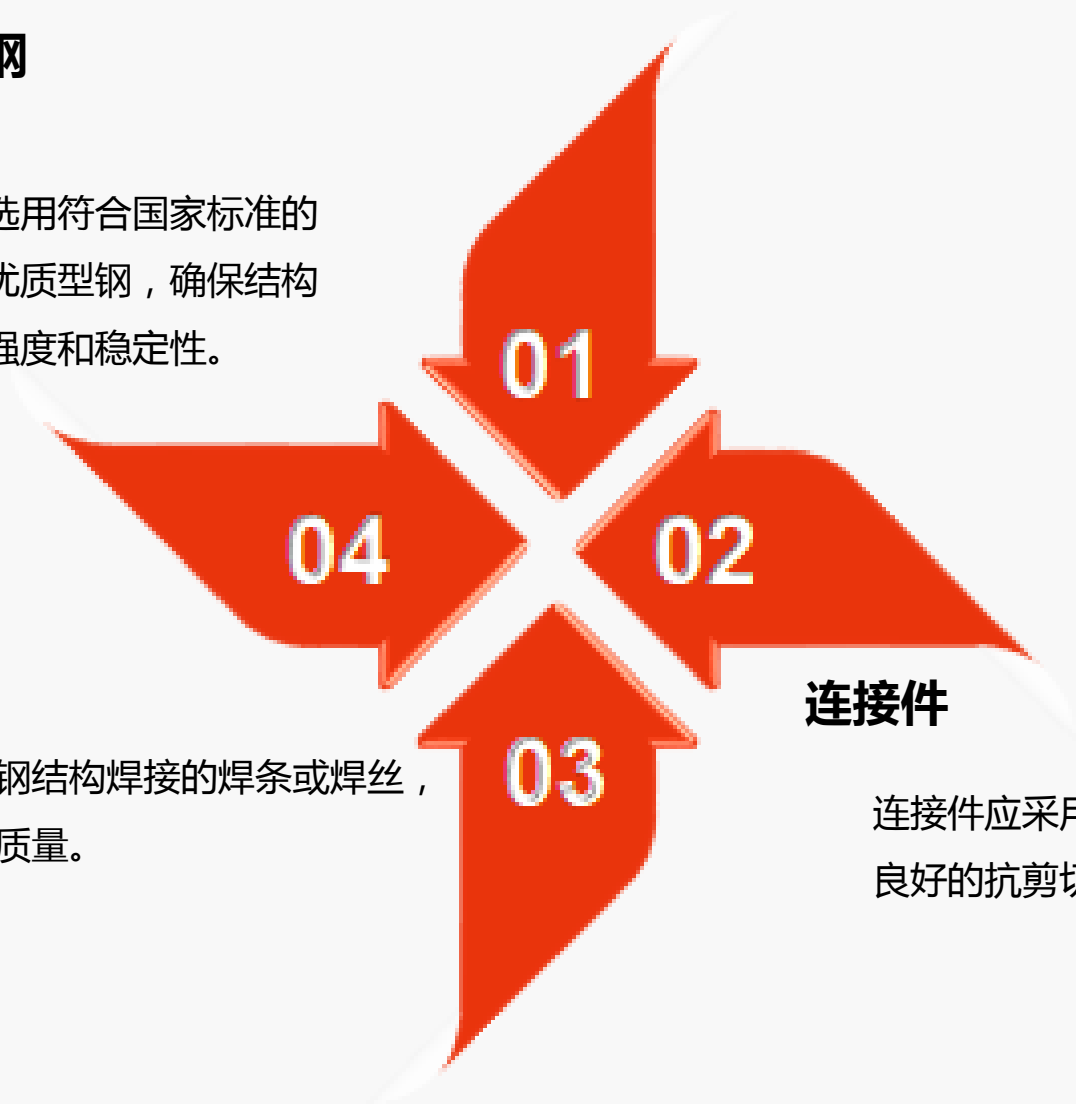 钢
选用符合国家标准的
优质型钢，确保结构
强度和稳定性。
01
04
02
03
连接件
钢结构焊接的焊条或焊丝，
质量。
连接件应采用
良好的抗剪切